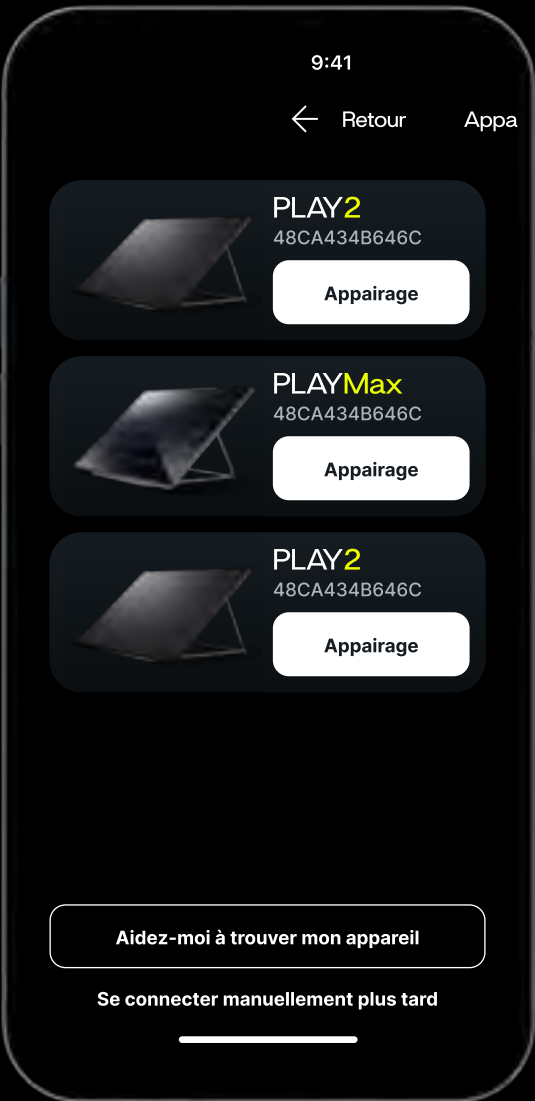 9:41
Retour
Appa
PLAY2
48CA434B646C
Appairage
PLAYMax
48CA434B646C
Appairage
PLAY2
48CA434B646C
Appairage
Aidez-moi à trouver mon appareil
Se connecter manuellement plus tard